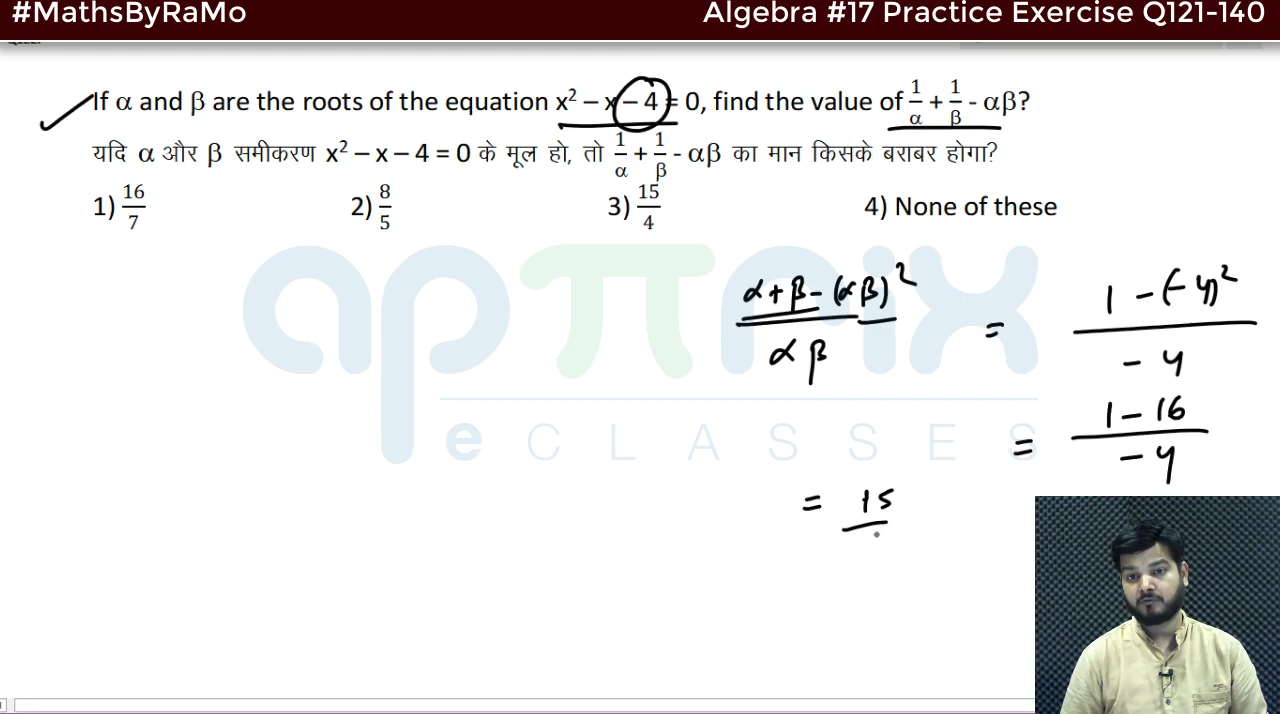 #MathsByRaMo
Algebra #17 Practice Exercise Q121-140
If α and β are the roots of the equation x² – x – 4 = 0, find the value of 1/α + 1/β - αβ?
यदि α और β समीकरण x² – x – 4 = 0 के मूल हो, तो 1/α + 1/β - αβ का मान किसके बराबर होगा?
1) 16/7 2) 8/5 3) 15/4 4) None of these
α + β – (αβ)² / αβ = 1 – (–4)² / –4
= 1 – 16 / –4
= 15
apπnix
e CLASSES